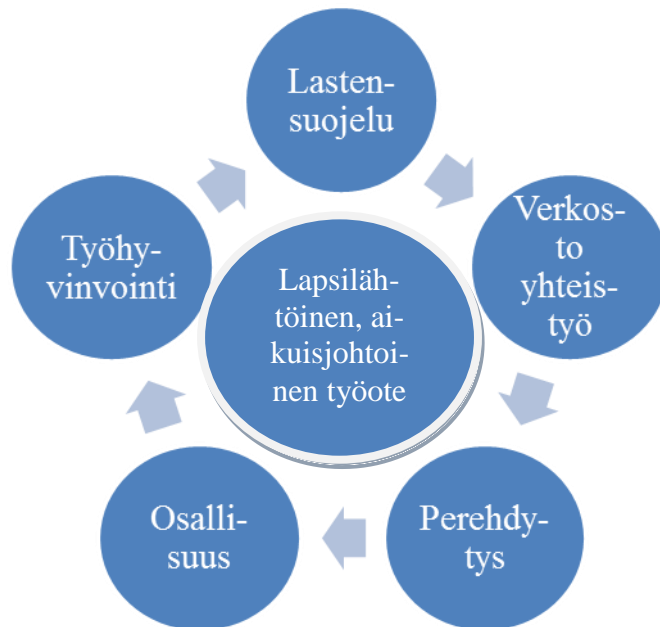 Lasten-
suojelu
Verkos-
to
yhteis-
työ
Perehdy-
tys
Osalli-
suus
Työhy-
vinvointi
Lapsiläh-
töinen, ai-
kuisjohtoi-
nen työote